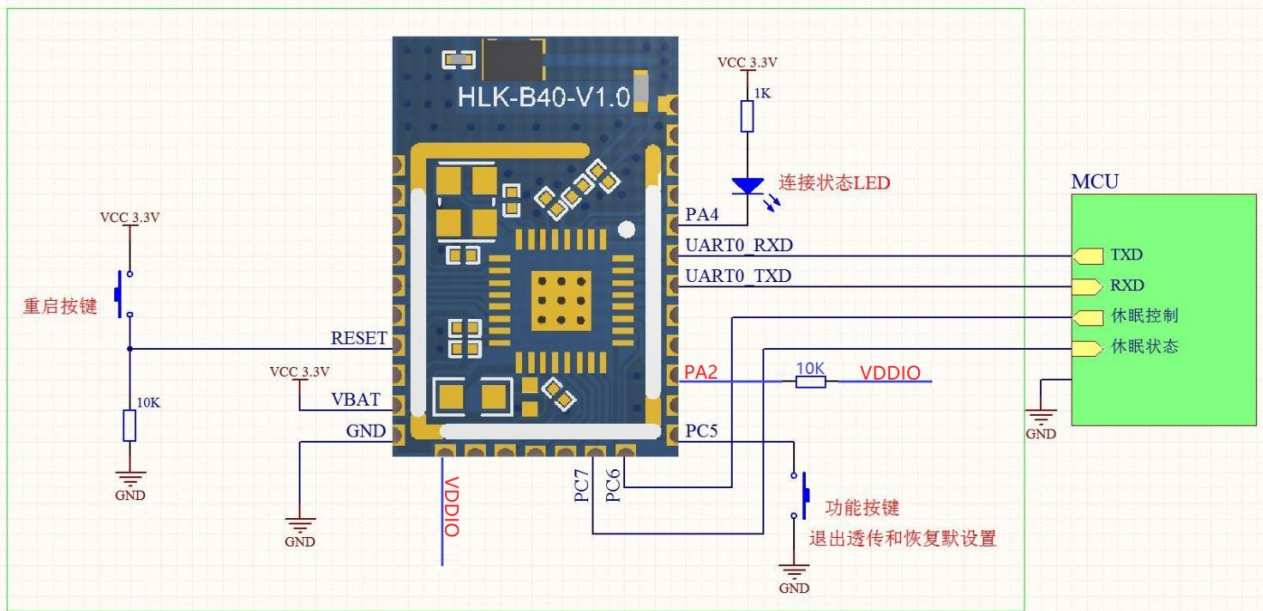 VCC 3.3V
1K
HLK-B40-V1.0
连接状态LED
MCU
PA4
VCC 3.3V
UART0_RXD
TXD
UART0_TXD
RXD
重启按键
休眠控制
RESET
休眠状态
VCC 3.3V
PA2
10K
VDDIO
VBAT
10K
GND
PC5
GND
PC7
PC6
VDDIO
GND
功能按键
退出透传和恢复默设置
GND
GND